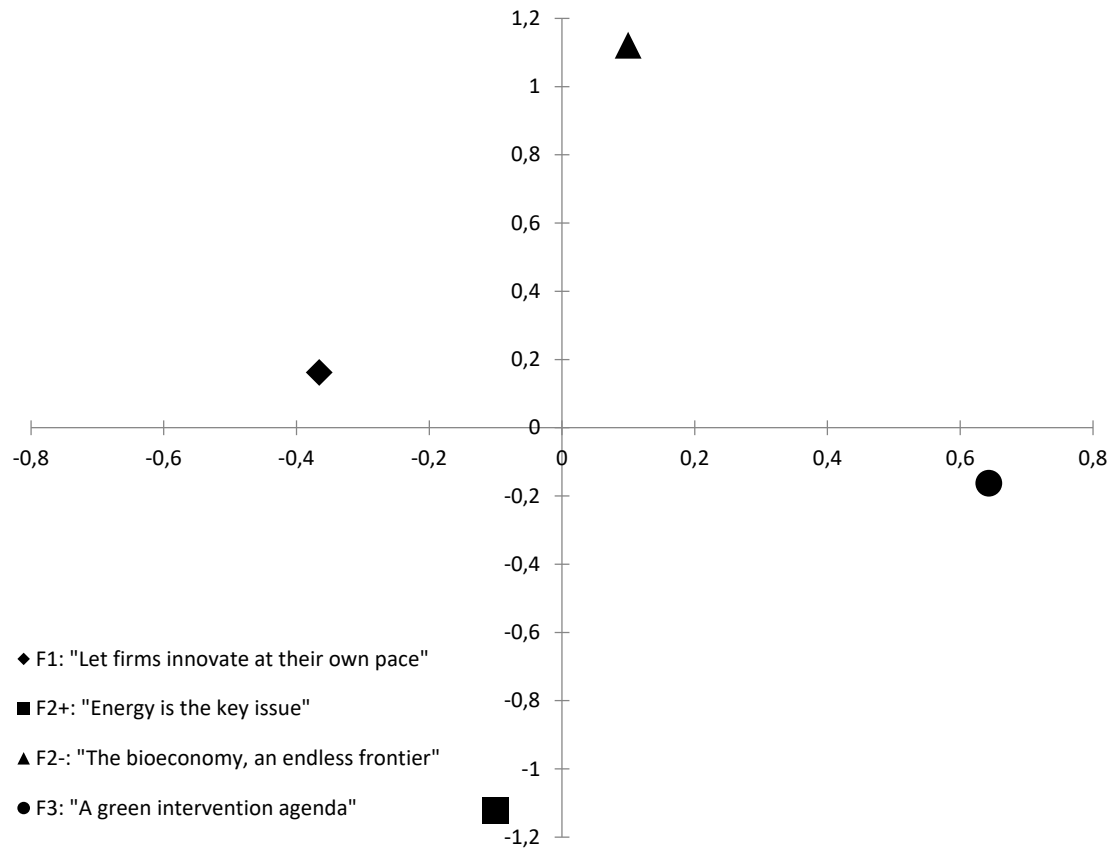 1,2
1
0,8
0,6
0,4
0,2
0
-0,8 -0,6 -0,4 -0,2 0 0,2 0,4 0,6 0,8
-0,2
-0,4
-0,6
F1: "Let firms innovate at their own pace"
-0,8
F2+: "Energy is the key issue"
F2-: "The bioeconomy, an endless frontier"
-1
F3: "A green intervention agenda"
-1,2